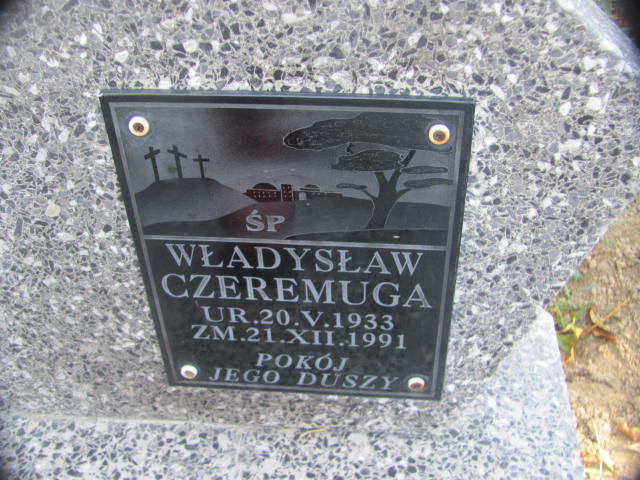 ŚP
WŁADYSŁAW
CZEREMUGA
UR.20.V.1933
ZM.21.XII.1991
POKÓJ
JEGO DUSZY